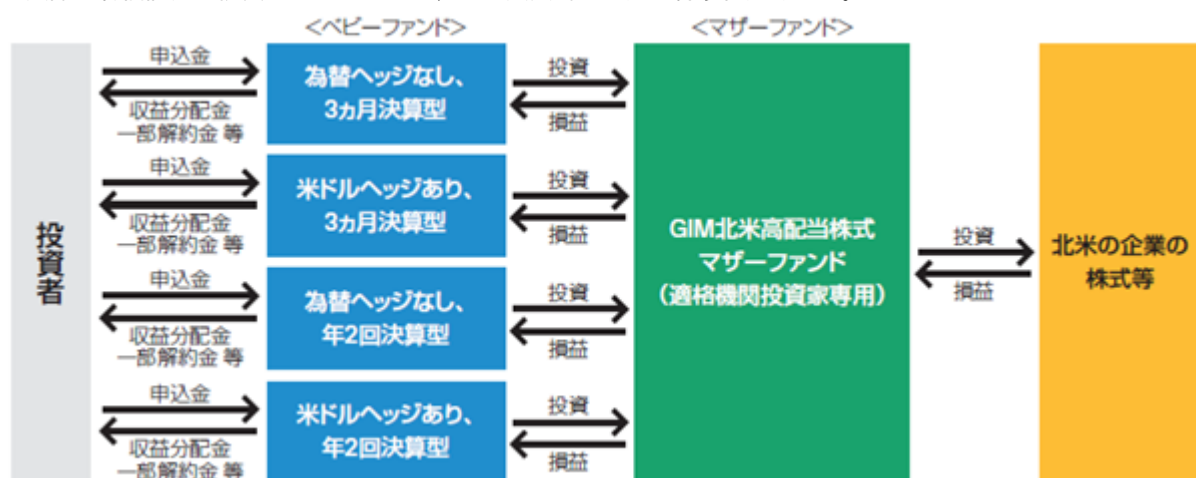 <ベビーファンド>
<マザーファンド>
投資者
申込金
収益分配金
一部解約金 等
為替ヘッジなし、
3ヵ月決算型
投資
損益
申込金
収益分配金
一部解約金 等
米ドルヘッジあり、
3ヵ月決算型
投資
損益
申込金
収益分配金
一部解約金 等
為替ヘッジなし、
年2回決算型
投資
損益
申込金
収益分配金
一部解約金 等
米ドルヘッジあり、
年2回決算型
投資
損益
GIM北米高配当株式
マザーファンド
(適格機関投資家専用)
投資
損益
北米の企業の
株式等